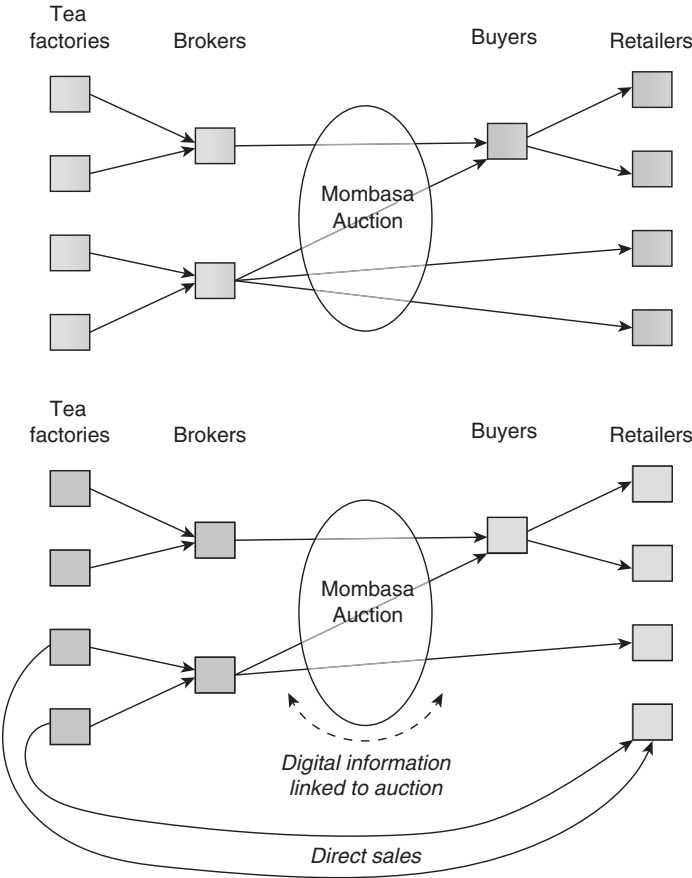 Tea
factories
Brokers
Buyers
Retailers
Mombasa
Auction
Tea
factories
Brokers
Buyers
Retailers
Mombasa
Auction
Digital information
linked to auction
Direct sales